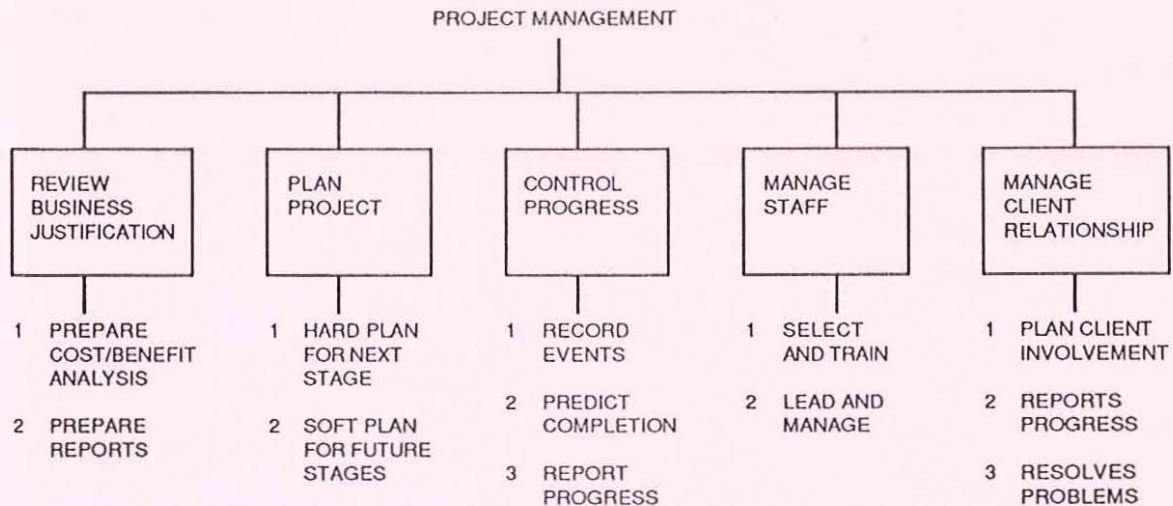 PROJECT MANAGEMENT
REVIEW
BUSINESS
JUSTIFICATION
1 PREPARE
COST/BENEFIT
ANALYSIS
2 PREPARE
REPORTS
PLAN
PROJECT
1 HARD PLAN
FOR NEXT
STAGE
2 SOFT PLAN
FOR FUTURE
STAGES
CONTROL
PROGRESS
1 RECORD
EVENTS
2 PREDICT
COMPLETION
3 REPORT
PROGRESS
MANAGE
STAFF
1 SELECT
AND TRAIN
2 LEAD AND
MANAGE
MANAGE
CLIENT
RELATIONSHIP
1 PLAN CLIENT
INVOLVEMENT
2 REPORTS
PROGRESS
3 RESOLVES
PROBLEMS